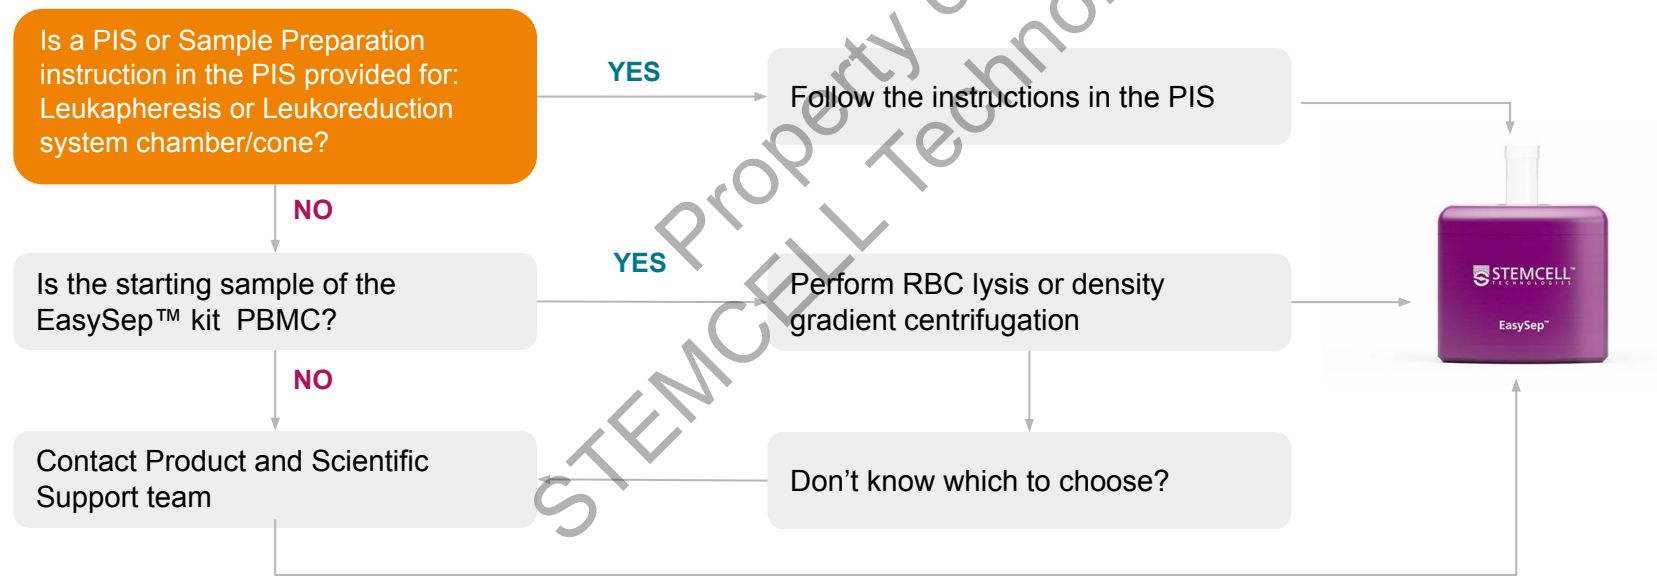 Is a PIS or Sample Preparation
instruction in the PIS provided for:
Leukapheresis or Leukoreduction
system chamber/cone?
YES
Follow the instructions in the PIS
NO
Is the starting sample of the
EasySep™ kit  PBMC?
YES
Perform RBC lysis or density
gradient centrifugation
STEMCELL™
TECHNOLOGIES
EasySep™
NO
Contact Product and Scientific
Support team
Don’t know which to choose?
Property
STEMCELL